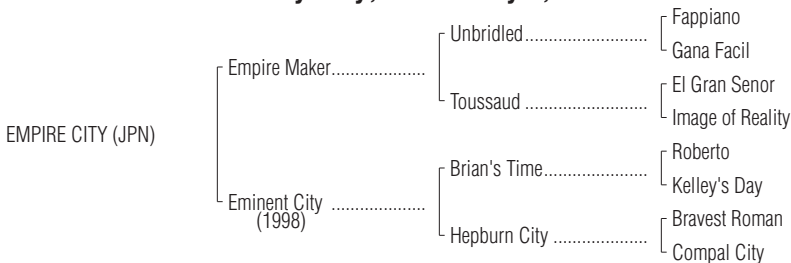 Fappiano
Unbridled..............................
Gana Facil
Empire Maker....................
El Gran Senor
Toussaud ..............................
Image of Reality
EMPIRE CITY (JPN)
Roberto
Brian's Time.........................
Kelley's Day
Eminent City ....................
(1998)
Bravest Roman
Hepburn City .......................
Compal City